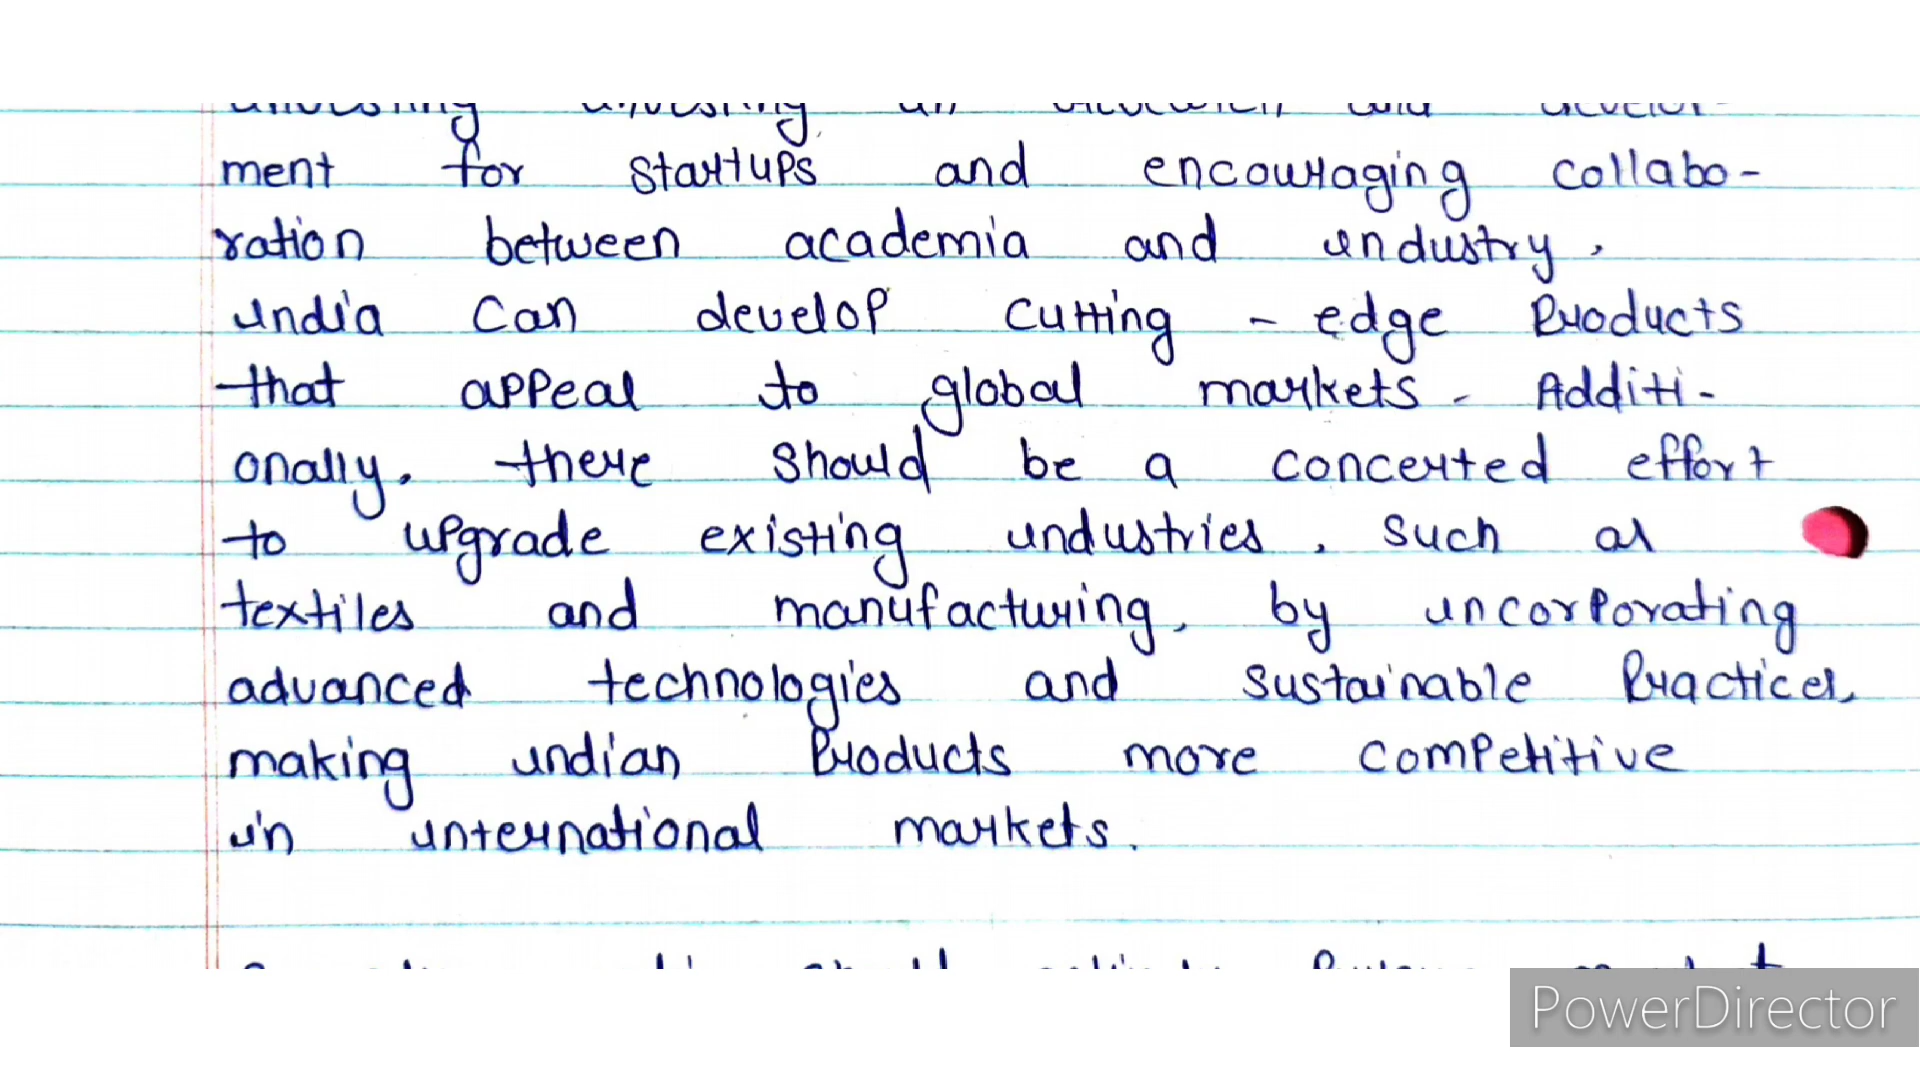 ment for startups and encouraging collabo-
ration between academia and industry,
India can develop cutting - edge Products
that appeal to global markets. Additi-
onally, there should be a concerted effort
to upgrade existing industries, such as
textiles and manufacturing, by incorporating
advanced technologies and sustainable Practices,
making indian Products more competitive
in international markets.
PowerDirector